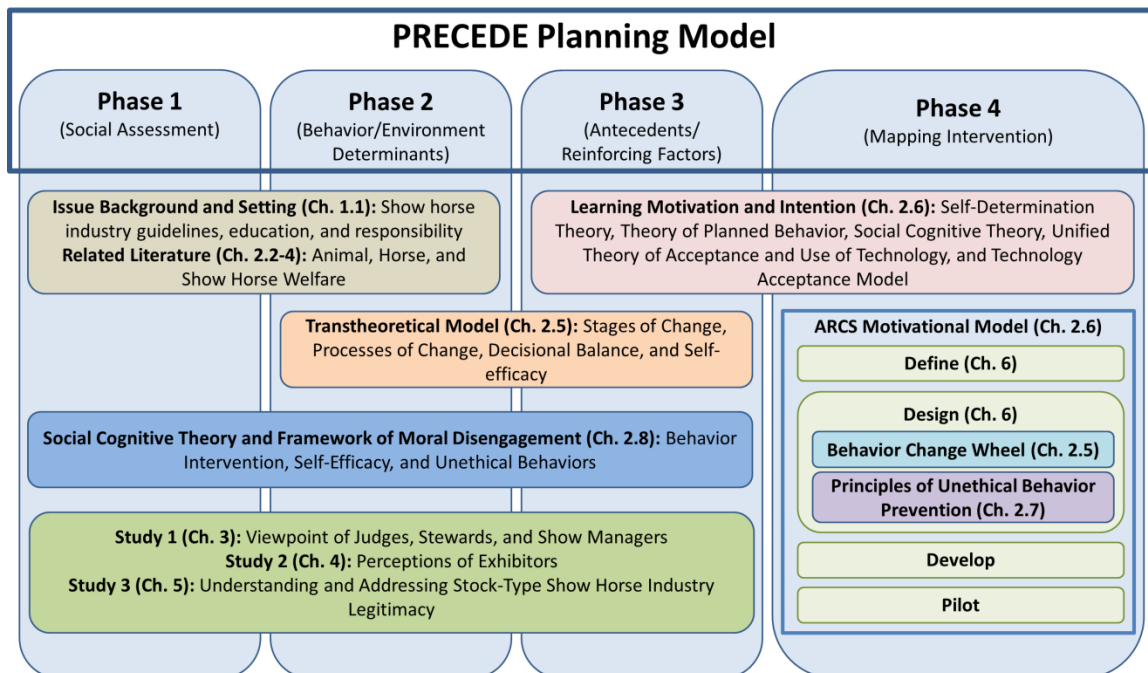 PRECEDE Planning Model
Phase 1
(Social Assessment)
Phase 2
(Behavior/Environment
Determinants)
Phase 3
(Antecedents/
Reinforcing Factors)
Phase 4
(Mapping Intervention)
Issue Background and Setting (Ch. 1.1): Show horse
industry guidelines, education, and responsibility
Related Literature (Ch. 2.2-4): Animal, Horse, and
Show Horse Welfare
Learning Motivation and Intention (Ch. 2.6): Self-Determination
Theory, Theory of Planned Behavior, Social Cognitive Theory, Unified
Theory of Acceptance and Use of Technology, and Technology
Acceptance Model
Transtheoretical Model (Ch. 2.5): Stages of Change,
Processes of Change, Decisional Balance, and Self-
efficacy
Social Cognitive Theory and Framework of Moral Disengagement (Ch. 2.8): Behavior
Intervention, Self-Efficacy, and Unethical Behaviors
Study 1 (Ch. 3): Viewpoint of Judges, Stewards, and Show Managers
Study 2 (Ch. 4): Perceptions of Exhibitors
Study 3 (Ch. 5): Understanding and Addressing Stock-Type Show Horse Industry
Legitimacy
ARCS Motivational Model (Ch. 2.6)
Define (Ch. 6)
Design (Ch. 6)
Behavior Change Wheel (Ch. 2.5)
Principles of Unethical Behavior
Prevention (Ch. 2.7)
Develop
Pilot